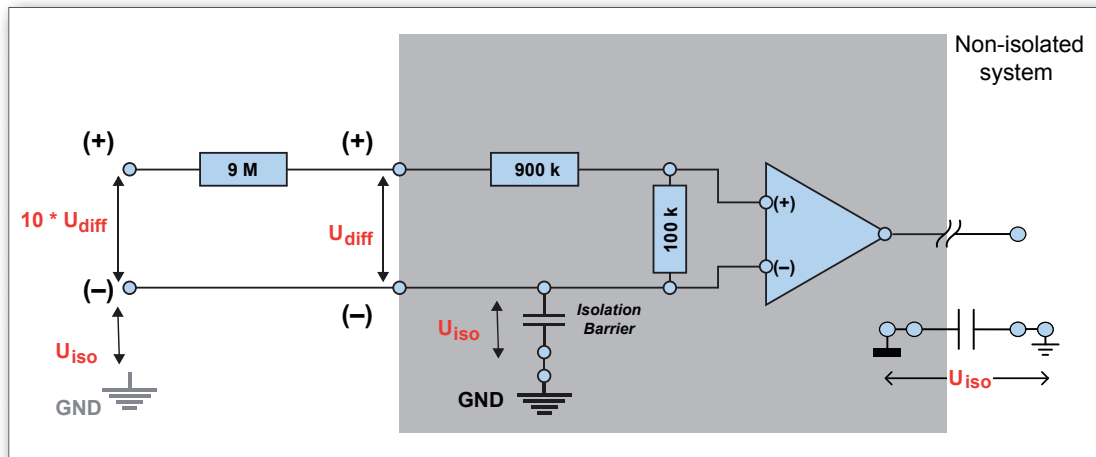 Non-isolated
system
(+)
(+)
9 M
900 k
100 k
(+)
(–)
10 * Udiff
Udiff
(–)
(–)
Uiso
Uiso
Isolation
Barrier
GND
GND
Uiso